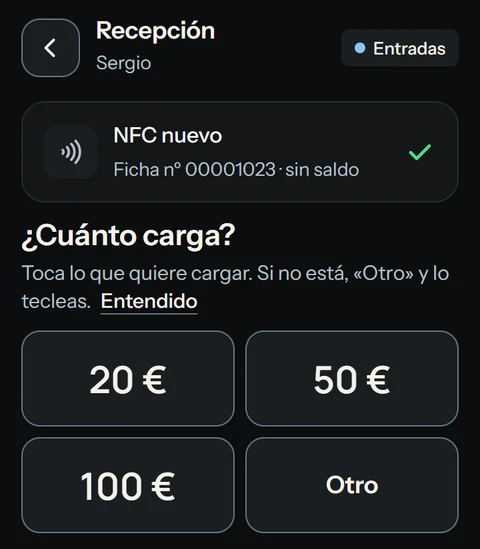 Recepción
Sergio
Entradas
NFC nuevo
Ficha nº 00001023 · sin saldo
¿Cuánto carga?
Toca lo que quiere cargar. Si no está, «Otro» y lo
tecleas. Entendido
20 €
50 €
100 €
Otro